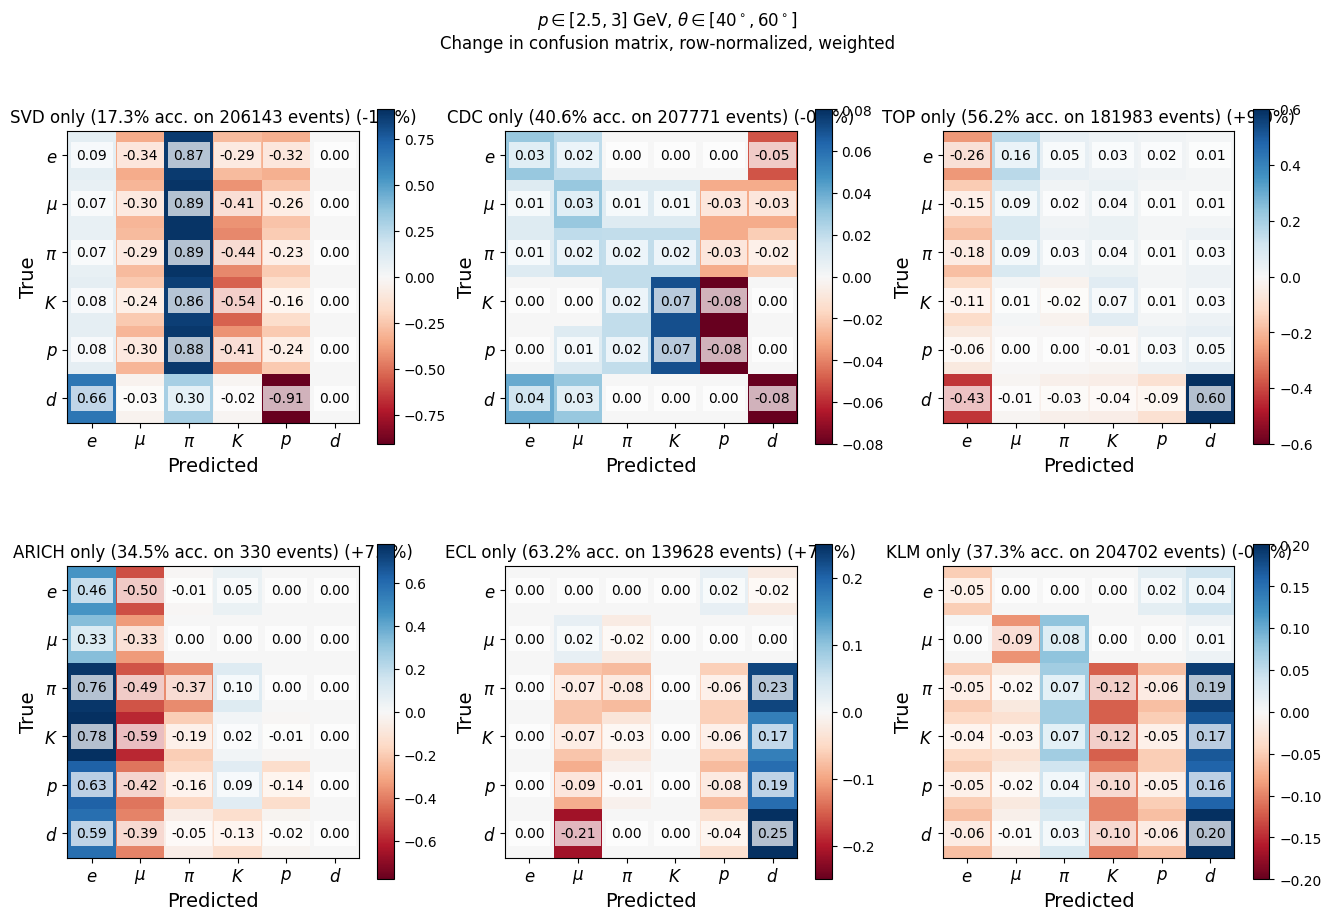 p ∈ [2.5, 3] GeV, θ ∈ [40°, 60°]
Change in confusion matrix, row-normalized, weighted
SVD only (17.3% acc. on 206143 events)
True
e 0.09 -0.34 0.87 -0.29 -0.32 0.00
μ 0.07 -0.30 0.89 -0.41 -0.26 0.00
π 0.07 -0.29 0.89 -0.44 -0.23 0.00
K 0.08 -0.24 0.86 -0.54 -0.16 0.00
p 0.08 -0.30 0.88 -0.41 -0.24 0.00
d 0.66 -0.03 0.30 -0.02 -0.91 0.00
e μ π K p d
Predicted
0.75
0.50
0.25
0.00
−0.25
−0.50
−0.75
CDC only (40.6% acc. on 207771 events)
True
e 0.03 0.02 0.00 0.00 0.00 -0.05
μ 0.01 0.03 0.01 0.01 -0.03 -0.03
π 0.01 0.02 0.02 0.02 -0.03 -0.02
K 0.00 0.00 0.02 0.07 -0.08 0.00
p 0.00 0.01 0.02 0.07 -0.08 0.00
d 0.04 0.03 0.00 0.00 0.00 -0.08
e μ π K p d
Predicted
0.08
0.06
0.04
0.02
0.00
−0.02
−0.04
−0.06
−0.08
TOP only (56.2% acc. on 181983 events)
True
e -0.26 0.16 0.05 0.03 0.02 0.01
μ -0.15 0.09 0.02 0.04 0.01 0.01
π -0.18 0.09 0.03 0.04 0.01 0.03
K -0.11 0.01 -0.02 0.07 0.01 0.03
p -0.06 0.00 0.00 -0.01 0.03 0.05
d -0.43 -0.01 -0.03 -0.04 -0.09 0.60
e μ π K p d
Predicted
0.6
0.4
0.2
0.0
−0.2
−0.4
−0.6
ARICH only (34.5% acc. on 330 events)
True
e 0.46 -0.50 -0.01 0.05 0.00 0.00
μ 0.33 -0.33 0.00 0.00 0.00 0.00
π 0.76 -0.49 -0.37 0.10 0.00 0.00
K 0.78 -0.59 -0.19 0.02 -0.01 0.00
p 0.63 -0.42 -0.16 0.09 -0.14 0.00
d 0.59 -0.39 -0.05 -0.13 -0.02 0.00
e μ π K p d
Predicted
0.6
0.4
0.2
0.0
−0.2
−0.4
−0.6
ECL only (63.2% acc. on 139628 events)
True
e 0.00 0.00 0.00 0.00 0.02 -0.02
μ 0.00 0.02 -0.02 0.00 0.00 0.00
π 0.00 -0.07 -0.08 0.00 -0.06 0.23
K 0.00 -0.07 -0.03 0.00 -0.06 0.17
p 0.00 -0.09 -0.01 0.00 -0.08 0.19
d 0.00 -0.21 0.00 0.00 -0.04 0.25
e μ π K p d
Predicted
0.2
0.1
0.0
−0.1
−0.2
KLM only (37.3% acc. on 204702 events)
True
e -0.05 0.00 0.00 0.00 0.02 0.04
μ 0.00 -0.09 0.08 0.00 0.00 0.01
π -0.05 -0.02 0.07 -0.12 -0.06 0.19
K -0.04 -0.03 0.07 -0.12 -0.05 0.17
p -0.05 -0.02 0.04 -0.10 -0.05 0.16
d -0.06 -0.01 0.03 -0.10 -0.06 0.20
e μ π K p d
Predicted
0.20
0.15
0.10
0.05
0.00
−0.05
−0.10
−0.15
−0.20